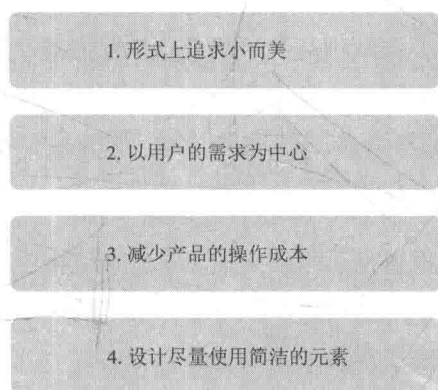 1. 形式上追求小而美
2. 以用户的需求为中心
3. 减少产品的操作成本
4. 设计尽量使用简洁的元素